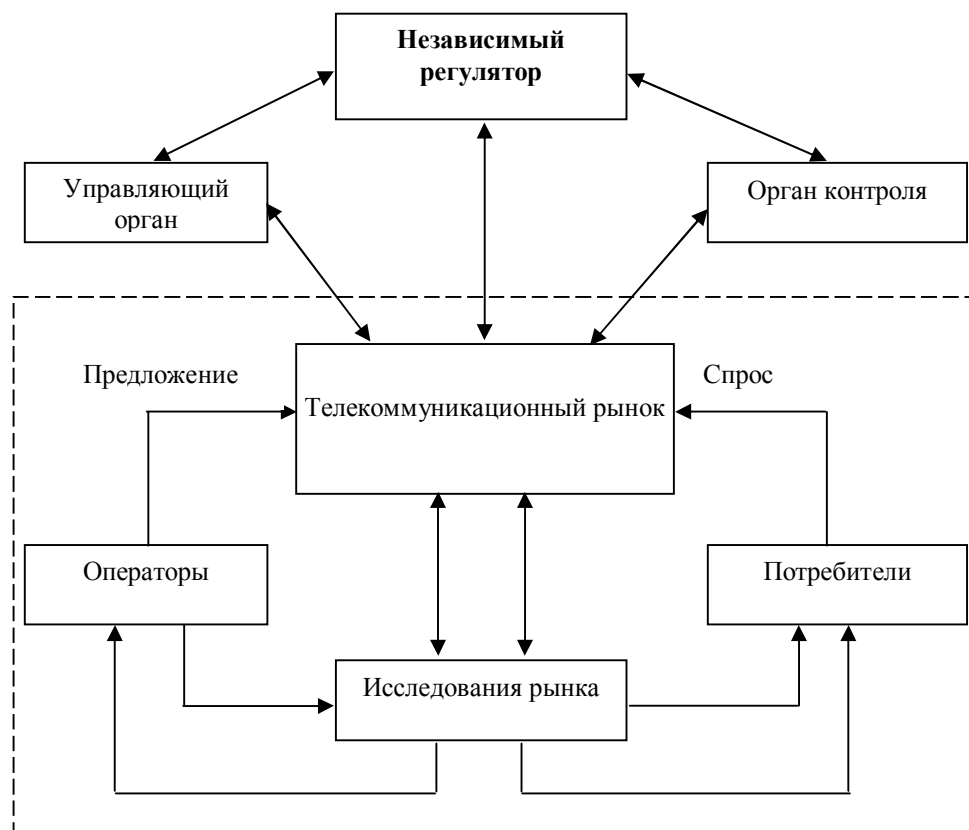 Независимый
регулятор
Управляющий
орган
Орган контроля
Предложение
Спрос
Телекоммуникационный рынок
Операторы
Потребители
Исследования рынка